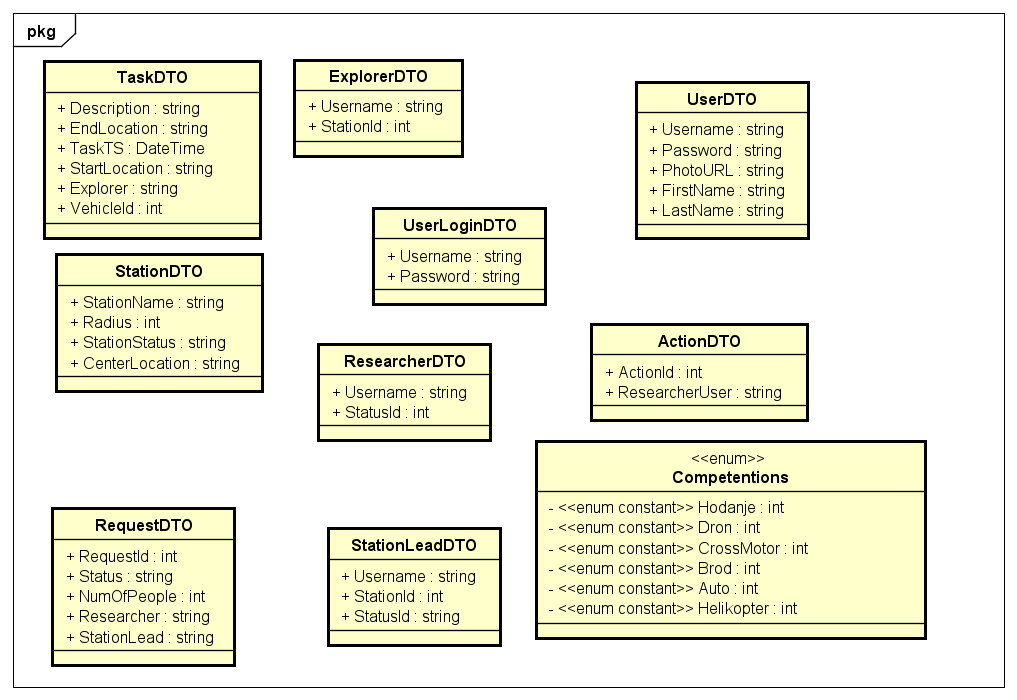 pkg
TaskDTO
+ Description : string
+ EndLocation : string
+ TaskTS : DateTime
+ StartLocation : string
+ Explorer : string
+ VehicleId : int
ExplorerDTO
+ Username : string
+ StationId : int
UserDTO
+ Username : string
+ Password : string
+ PhotoURL : string
+ FirstName : string
+ LastName : string
UserLoginDTO
+ Username : string
+ Password : string
StationDTO
+ StationName : string
+ Radius : int
+ StationStatus : string
+ CenterLocation : string
ResearcherDTO
+ Username : string
+ StatusId : int
ActionDTO
+ ActionId : int
+ ResearcherUser : string
<<enum>>
Competentions
- <<enum constant>> Hodanje : int
- <<enum constant>> Dron : int
- <<enum constant>> CrossMotor : int
- <<enum constant>> Brod : int
- <<enum constant>> Auto : int
- <<enum constant>> Helikopter : int
RequestDTO
+ RequestId : int
+ Status : string
+ NumOfPeople : int
+ Researcher : string
+ StationLead : string
StationLeadDTO
+ Username : string
+ StationId : int
+ StatusId : string